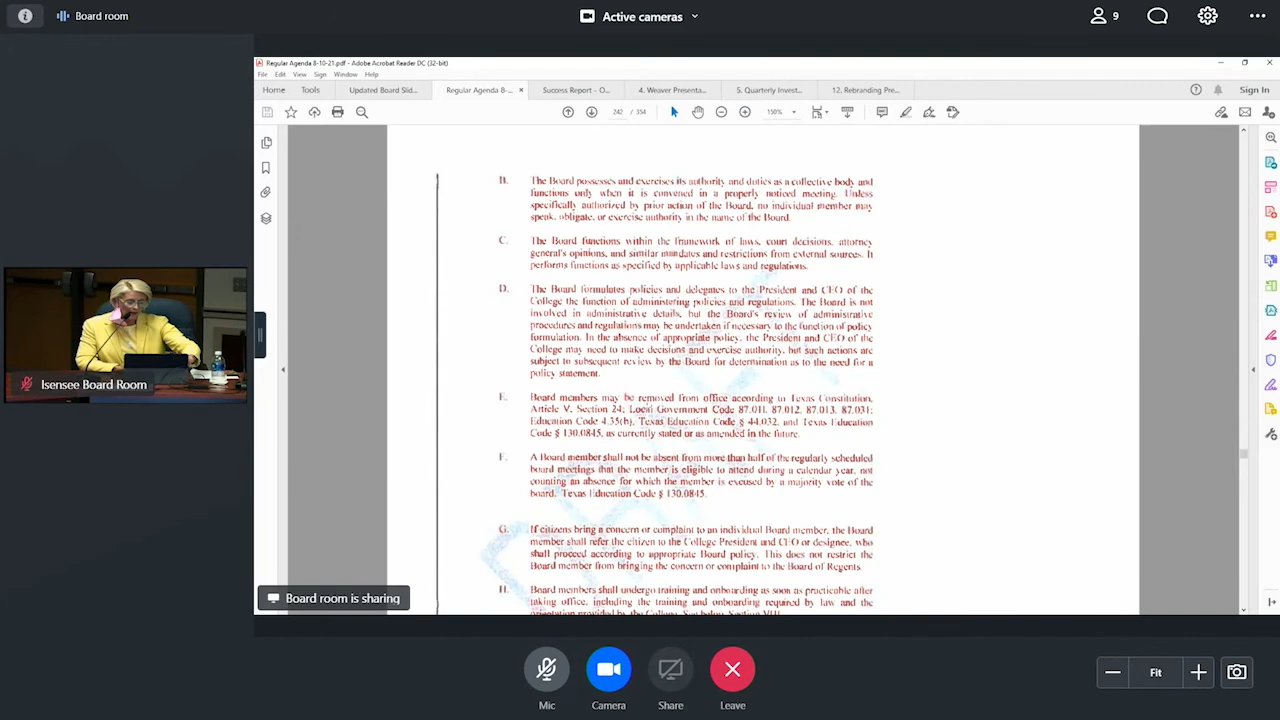 Board room
Active cameras
9
Regular Agenda 8-10-21.pdf - Adobe Acrobat Reader DC (32-bit)
File Edit View Sign Window Help
Home Tools Updated Board Slid... Regular Agenda 8-... Success Report - O... 4. Weaver Presenta... 5. Quarterly Invest... 12. Rebranding Pre... Sign In
242 / 354 150%
B. The Board possesses and exercises its authority and duties as a collective body and
functions only when it is convened in a properly noticed meeting. Unless
specifically authorized by prior action of the Board, no individual member may
speak, obligate, or exercise authority in the name of the Board.
C. The Board functions within the framework of laws, court decisions, attorney
general's opinions, and similar mandates and restrictions from external sources. It
performs functions as specified by applicable laws and regulations.
D. The Board formulates policies and delegates to the President and CEO of the
College the function of administering policies and regulations. The Board is not
involved in administrative details, but the Board's review of administrative
procedures and regulations may be undertaken if necessary to the function of policy
formulation. In the absence of appropriate policy, the President and CEO of the
College may need to make decisions and exercise authority, but such actions are
subject to subsequent review by the Board for determination as to the need for a
policy statement.
E. Board members may be removed from office according to Texas Constitution,
Article V, Section 24; Local Government Code 87.011, 87.012, 87.013, 87.031;
Education Code 4.35(b), Texas Education Code § 44.032, and Texas Education
Code § 130.0845, as currently stated or as amended in the future.
F. A Board member shall not be absent from more than half of the regularly scheduled
board meetings that the member is eligible to attend during a calendar year, not
counting an absence for which the member is excused by a majority vote of the
board. Texas Education Code § 130.0845.
G. If citizens bring a concern or complaint to an individual Board member, the Board
member shall refer the citizen to the College President and CEO or designee, who
shall proceed according to appropriate Board policy. This does not restrict the
Board member from bringing the concern or complaint to the Board of Regents.
H. Board members shall undergo training and onboarding as soon as practicable after
taking office, including the training and onboarding required by law and the
orientation provided by the College. See below, Section VIII.
Isensee Board Room
Board room is sharing
Mic Camera Share Leave
Fit